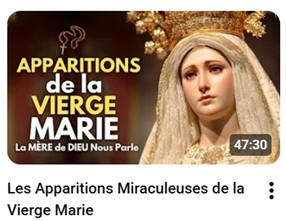 APPARITIONS
de la
VIERGE
MARIE
La MÈRE de DIEU Nous Parle
47:30
Les Apparitions Miraculeuses de la
Vierge Marie